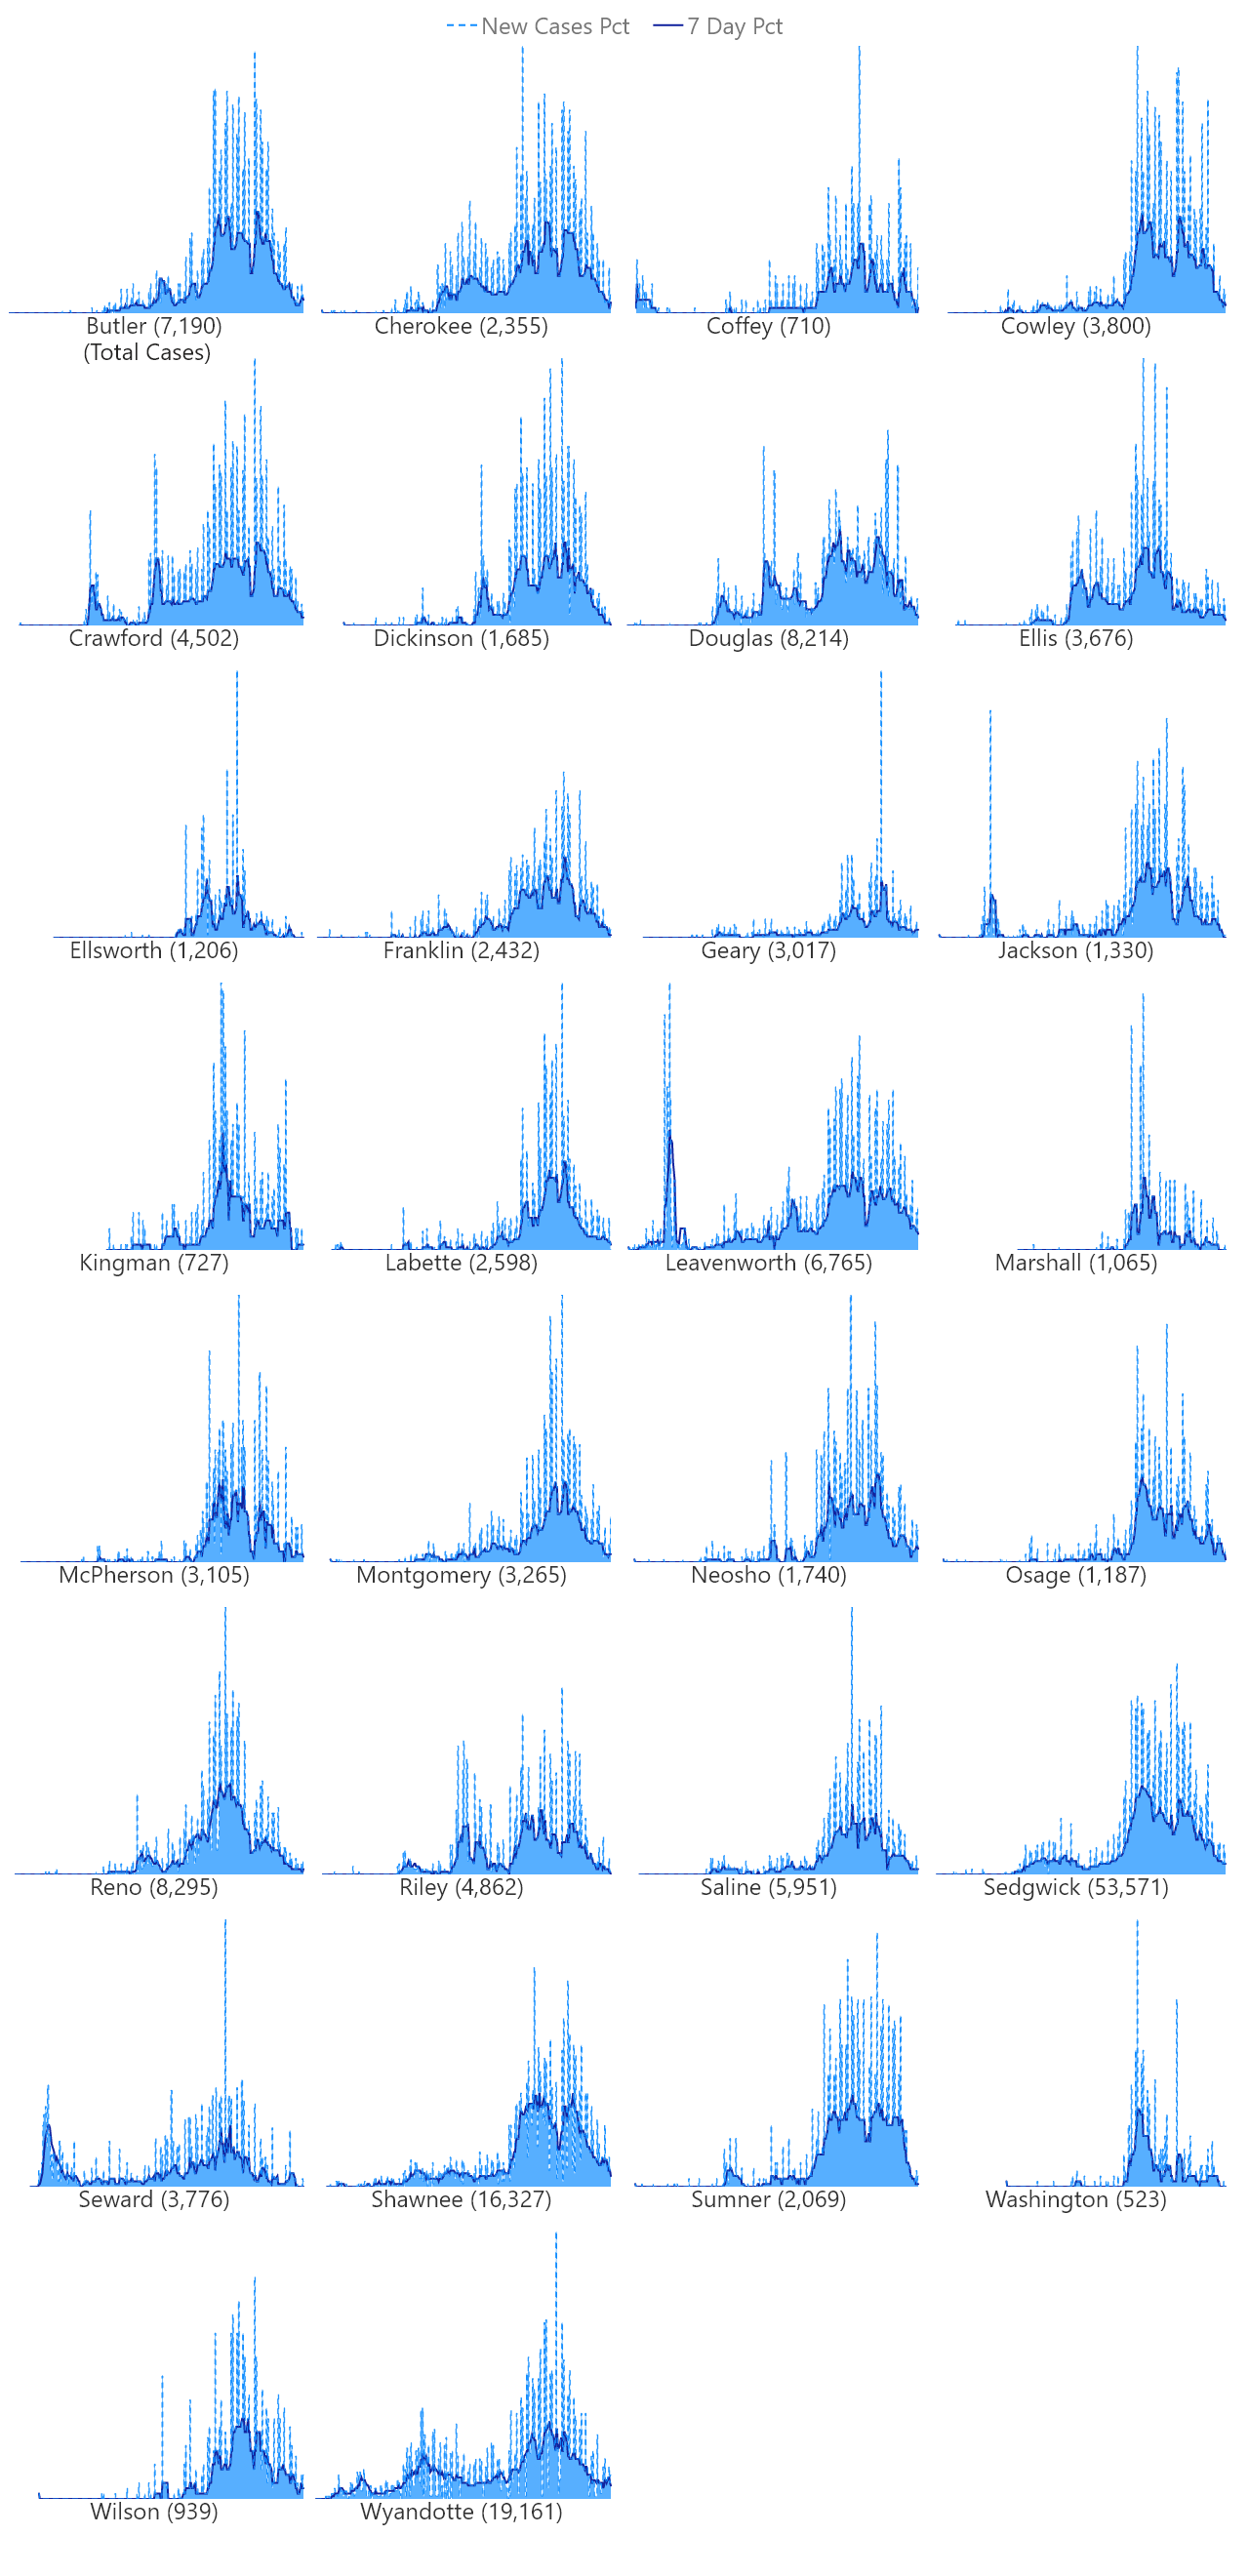 New Cases Pct 7 Day Pct
Butler (7,190) Cherokee (2,355) Coffey (710) Cowley (3,800)
(Total Cases)
Crawford (4,502) Dickinson (1,685) Douglas (8,214) Ellis (3,676)
Ellsworth (1,206) Franklin (2,432) Geary (3,017) Jackson (1,330)
Kingman (727) Labette (2,598) Leavenworth (6,765) Marshall (1,065)
McPherson (3,105) Montgomery (3,265) Neosho (1,740) Osage (1,187)
Reno (8,295) Riley (4,862) Saline (5,951) Sedgwick (53,571)
Seward (3,776) Shawnee (16,327) Sumner (2,069) Washington (523)
Wilson (939) Wyandotte (19,161)